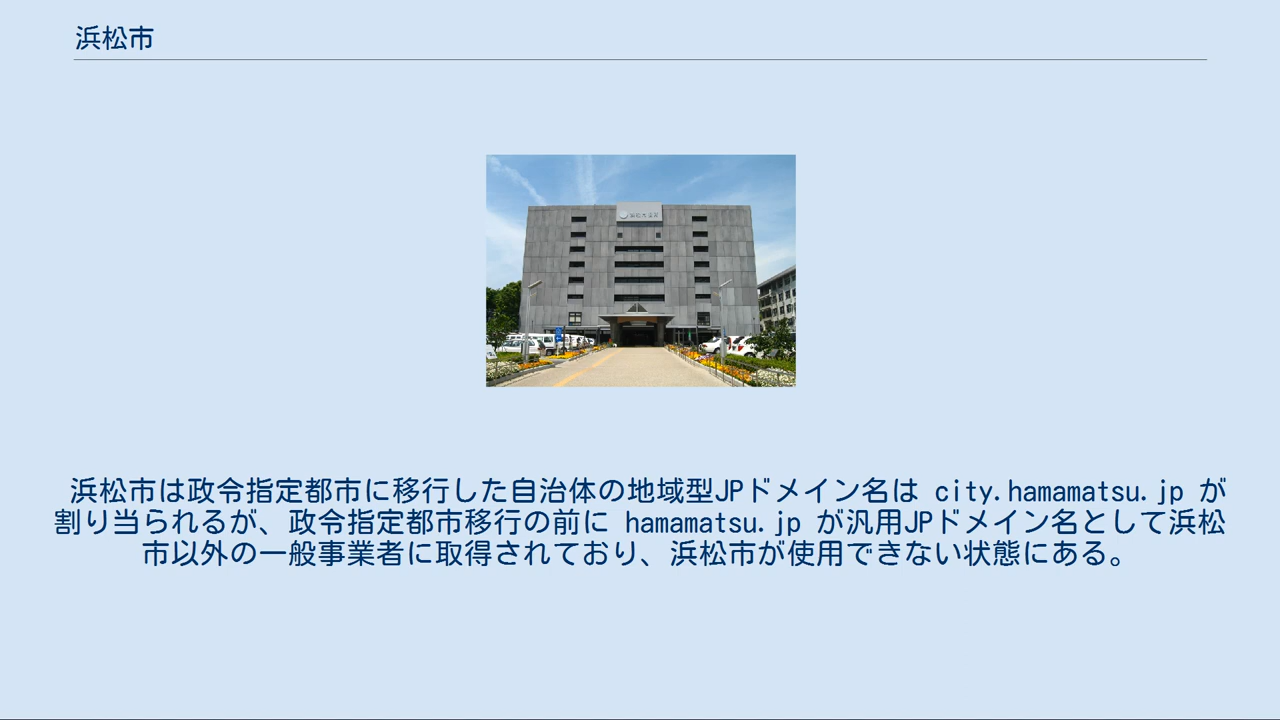 浜松市
浜松市は政令指定都市に移行した自治体の地域型JPドメイン名は city.hamamatsu.jp が
割り当られるが、政令指定都市移行の前に hamamatsu.jp が汎用JPドメイン名として浜松
市以外の一般事業者に取得されており、浜松市が使用できない状態にある。